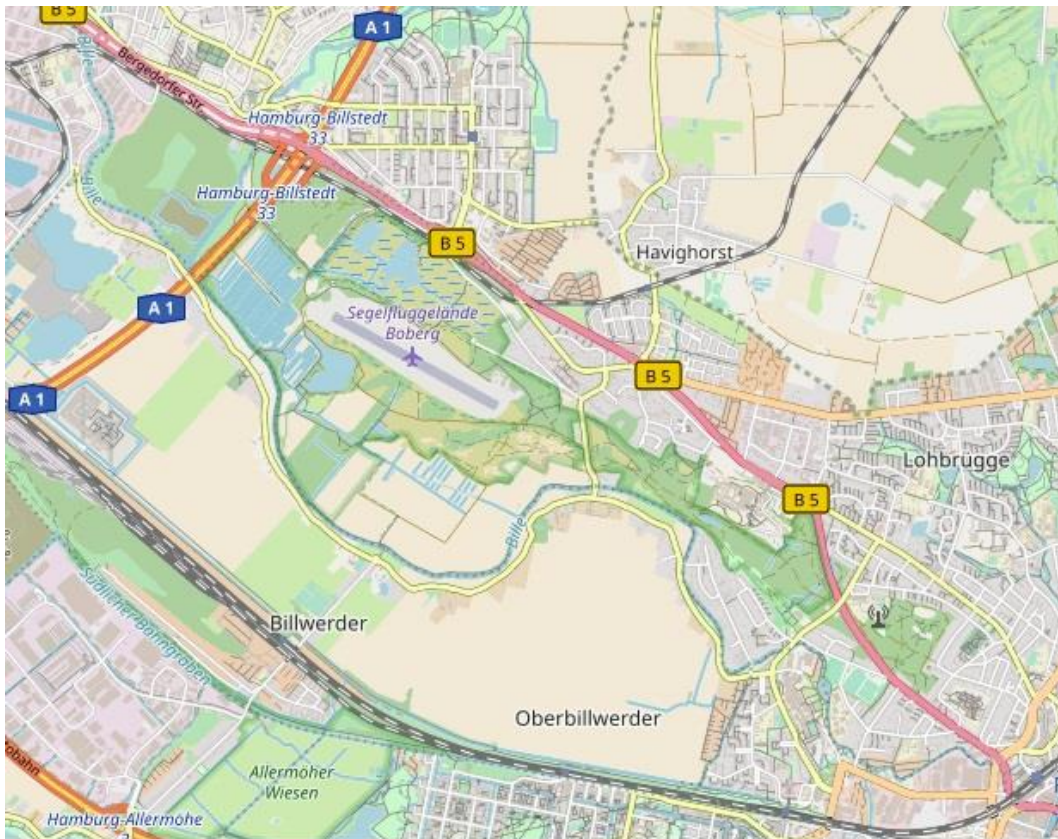 B 5
A 1
Bille
Bergedorfer Str.
Hamburg-Billstedt
33
Bille
Hamburg-Billstedt
33
B 5
Havighorst
A 1
Segelfluggelände –
Boberg
B 5
A 1
Lohbrügge
B 5
Bille
Südlicher Bahngraben
Billwerder
Oberbillwerder
Allermöher
Wiesen
Hamburg-Allermöhe